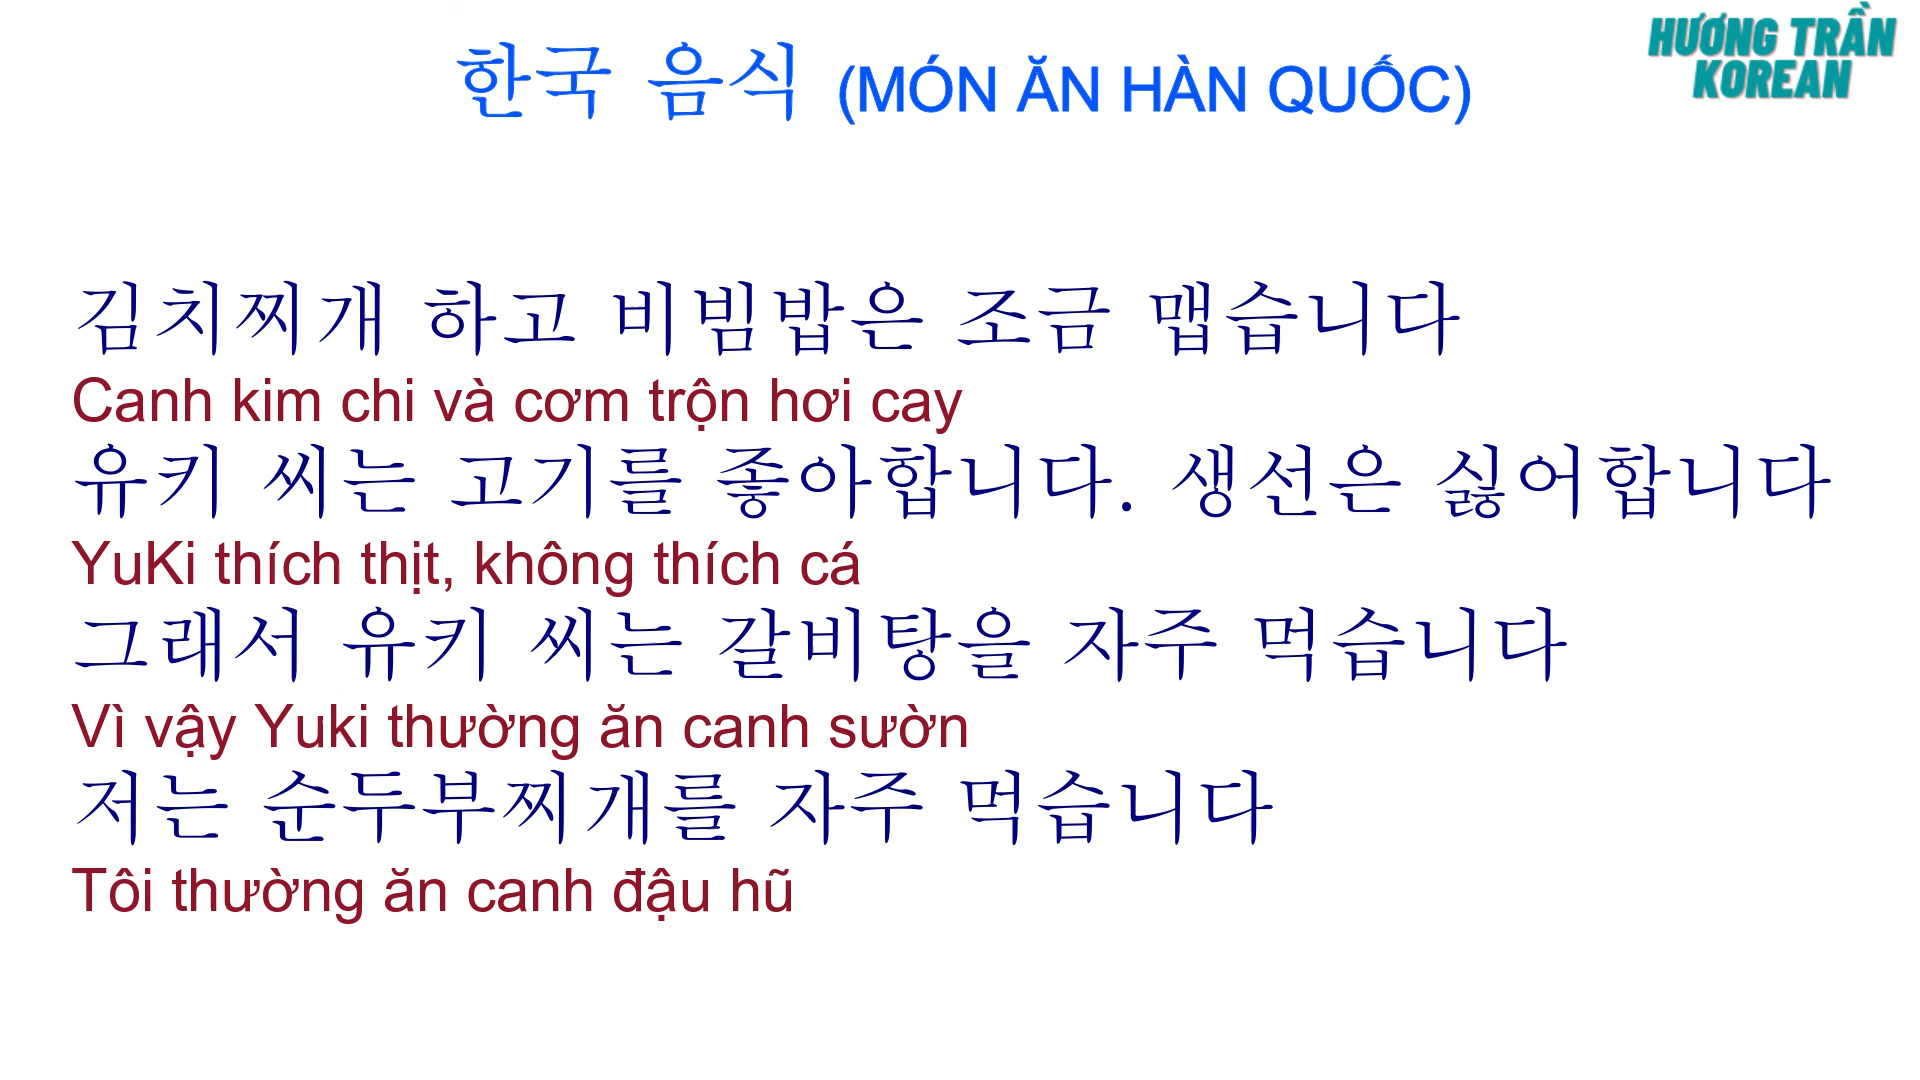 한국 음식 (MÓN ĂN HÀN QUỐC)
HƯƠNG TRẦN
KOREAN
김치찌개 하고 비빔밥은 조금 맵습니다
Canh kim chi và cơm trộn hơi cay
유키 씨는 고기를 좋아합니다. 생선은 싫어합니다
YuKi thích thịt, không thích cá
그래서 유키 씨는 갈비탕을 자주 먹습니다
Vì vậy Yuki thường ăn canh sườn
저는 순두부찌개를 자주 먹습니다
Tôi thường ăn canh đậu hũ